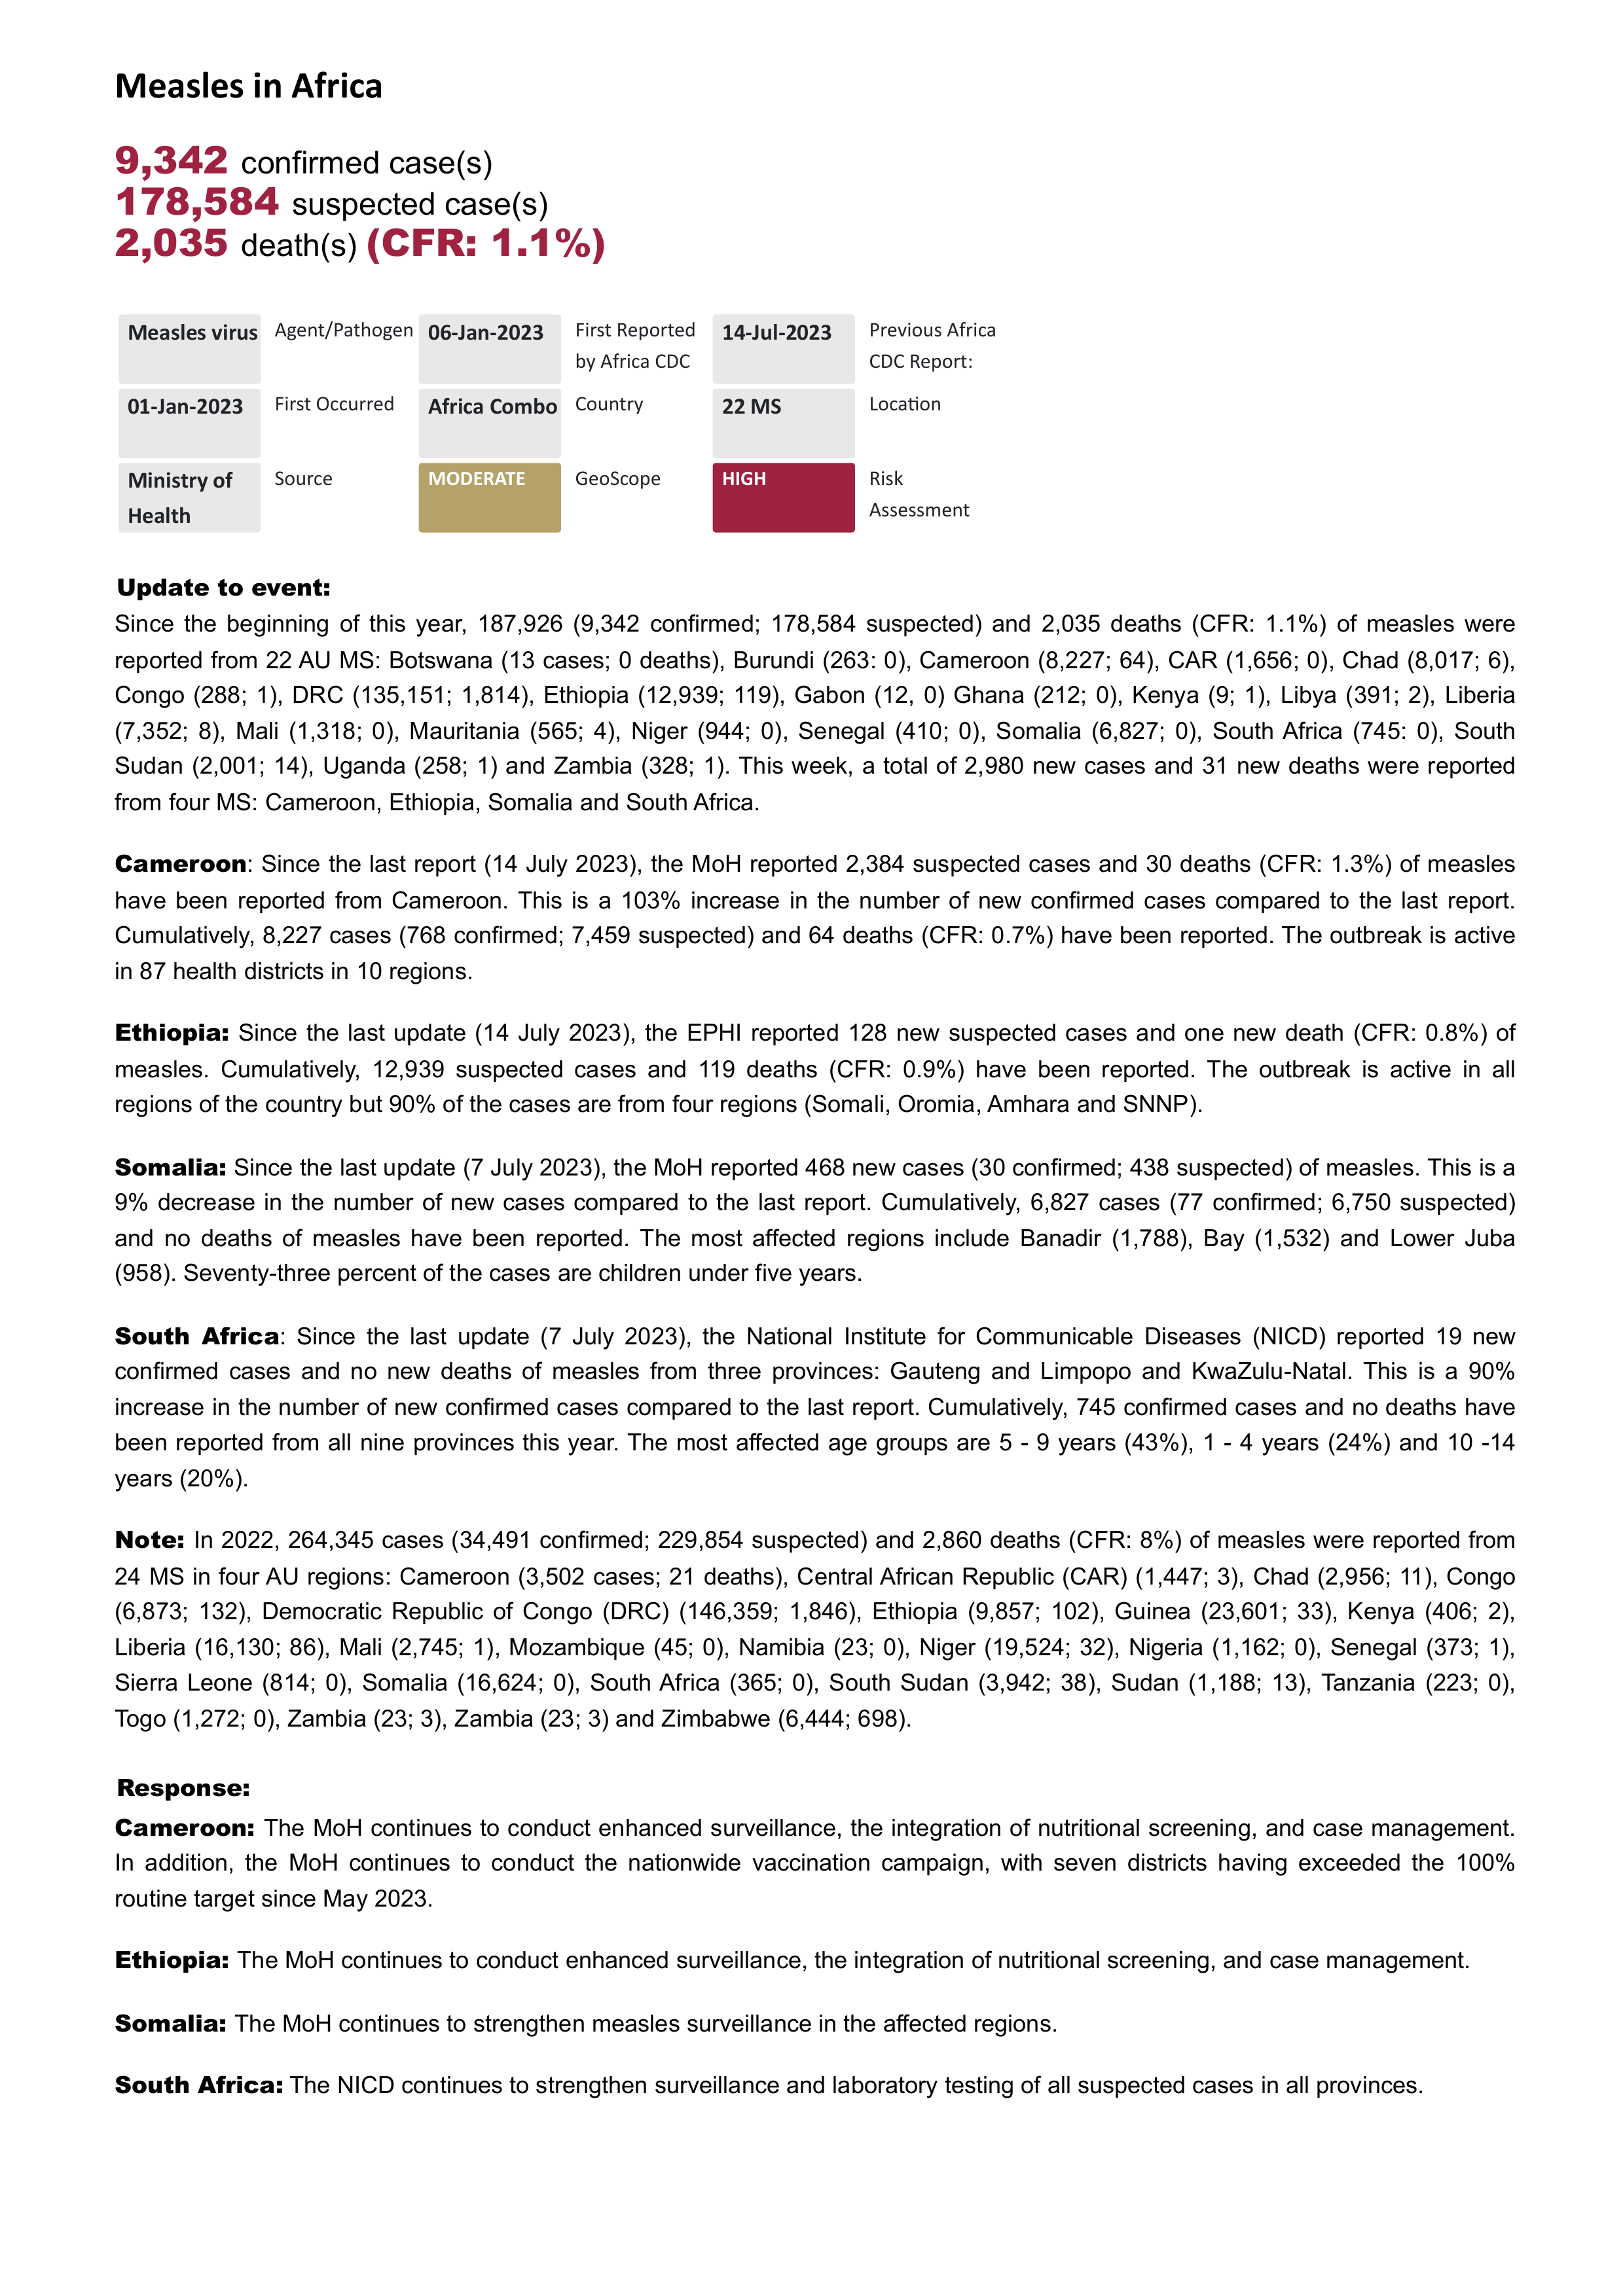 Measles in Africa
9,342 confirmed case(s)
178,584 suspected case(s)
2,035 death(s) (CFR: 1.1%)
Measles virus Agent/Pathogen 06-Jan-2023 First Reported by Africa CDC 14-Jul-2023 Previous Africa CDC Report:
01-Jan-2023 First Occurred Africa Combo Country 22 MS Location
Ministry of Health Source MODERATE GeoScope HIGH Risk Assessment
Update to event:
Since the beginning of this year, 187,926 (9,342 confirmed; 178,584 suspected) and 2,035 deaths (CFR: 1.1%) of measles were
reported from 22 AU MS: Botswana (13 cases; 0 deaths), Burundi (263: 0), Cameroon (8,227; 64), CAR (1,656; 0), Chad (8,017; 6),
Congo (288; 1), DRC (135,151; 1,814), Ethiopia (12,939; 119), Gabon (12, 0) Ghana (212; 0), Kenya (9; 1), Libya (391; 2), Liberia
(7,352; 8), Mali (1,318; 0), Mauritania (565; 4), Niger (944; 0), Senegal (410; 0), Somalia (6,827; 0), South Africa (745: 0), South
Sudan (2,001; 14), Uganda (258; 1) and Zambia (328; 1). This week, a total of 2,980 new cases and 31 new deaths were reported
from four MS: Cameroon, Ethiopia, Somalia and South Africa.
Cameroon: Since the last report (14 July 2023), the MoH reported 2,384 suspected cases and 30 deaths (CFR: 1.3%) of measles
have been reported from Cameroon. This is a 103% increase in the number of new confirmed cases compared to the last report.
Cumulatively, 8,227 cases (768 confirmed; 7,459 suspected) and 64 deaths (CFR: 0.7%) have been reported. The outbreak is active
in 87 health districts in 10 regions.
Ethiopia: Since the last update (14 July 2023), the EPHI reported 128 new suspected cases and one new death (CFR: 0.8%) of
measles. Cumulatively, 12,939 suspected cases and 119 deaths (CFR: 0.9%) have been reported. The outbreak is active in all
regions of the country but 90% of the cases are from four regions (Somali, Oromia, Amhara and SNNP).
Somalia: Since the last update (7 July 2023), the MoH reported 468 new cases (30 confirmed; 438 suspected) of measles. This is a
9% decrease in the number of new cases compared to the last report. Cumulatively, 6,827 cases (77 confirmed; 6,750 suspected)
and no deaths of measles have been reported. The most affected regions include Banadir (1,788), Bay (1,532) and Lower Juba
(958). Seventy-three percent of the cases are children under five years.
South Africa: Since the last update (7 July 2023), the National Institute for Communicable Diseases (NICD) reported 19 new
confirmed cases and no new deaths of measles from three provinces: Gauteng and Limpopo and KwaZulu-Natal. This is a 90%
increase in the number of new confirmed cases compared to the last report. Cumulatively, 745 confirmed cases and no deaths have
been reported from all nine provinces this year. The most affected age groups are 5 - 9 years (43%), 1 - 4 years (24%) and 10 -14
years (20%).
Note: In 2022, 264,345 cases (34,491 confirmed; 229,854 suspected) and 2,860 deaths (CFR: 8%) of measles were reported from
24 MS in four AU regions: Cameroon (3,502 cases; 21 deaths), Central African Republic (CAR) (1,447; 3), Chad (2,956; 11), Congo
(6,873; 132), Democratic Republic of Congo (DRC) (146,359; 1,846), Ethiopia (9,857; 102), Guinea (23,601; 33), Kenya (406; 2),
Liberia (16,130; 86), Mali (2,745; 1), Mozambique (45; 0), Namibia (23; 0), Niger (19,524; 32), Nigeria (1,162; 0), Senegal (373; 1),
Sierra Leone (814; 0), Somalia (16,624; 0), South Africa (365; 0), South Sudan (3,942; 38), Sudan (1,188; 13), Tanzania (223; 0),
Togo (1,272; 0), Zambia (23; 3), Zambia (23; 3) and Zimbabwe (6,444; 698).
Response:
Cameroon: The MoH continues to conduct enhanced surveillance, the integration of nutritional screening, and case management.
In addition, the MoH continues to conduct the nationwide vaccination campaign, with seven districts having exceeded the 100%
routine target since May 2023.
Ethiopia: The MoH continues to conduct enhanced surveillance, the integration of nutritional screening, and case management.
Somalia: The MoH continues to strengthen measles surveillance in the affected regions.
South Africa: The NICD continues to strengthen surveillance and laboratory testing of all suspected cases in all provinces.